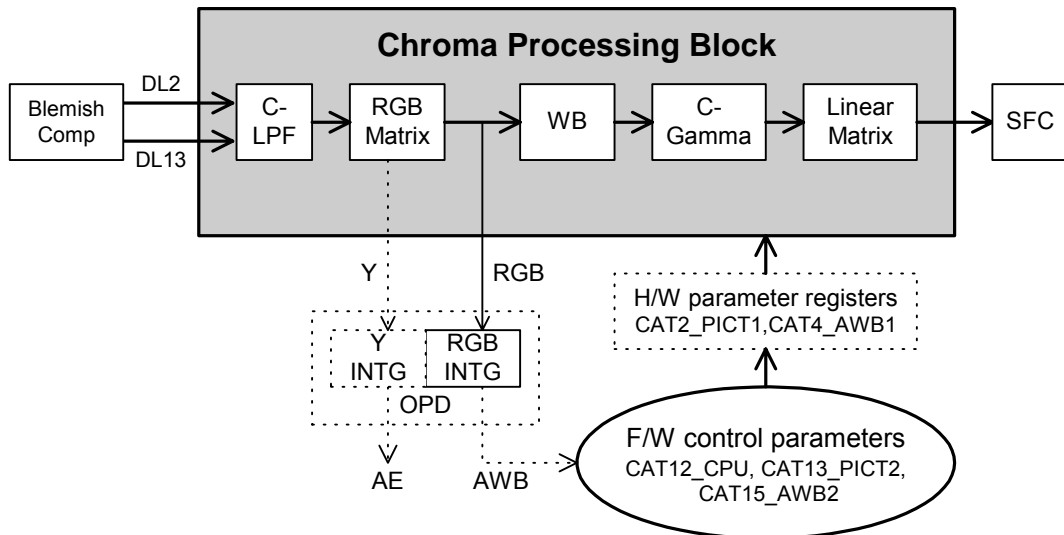 Chroma Processing Block
DL2
Blemish
Comp
DL13
C-
LPF
RGB
Matrix
WB
C-
Gamma
Linear
Matrix
SFC
Y
RGB
H/W parameter registers
CAT2_PICT1,CAT4_AWB1
Y
INTG
RGB
INTG
OPD
AE
AWB
F/W control parameters
CAT12_CPU, CAT13_PICT2,
CAT15_AWB2